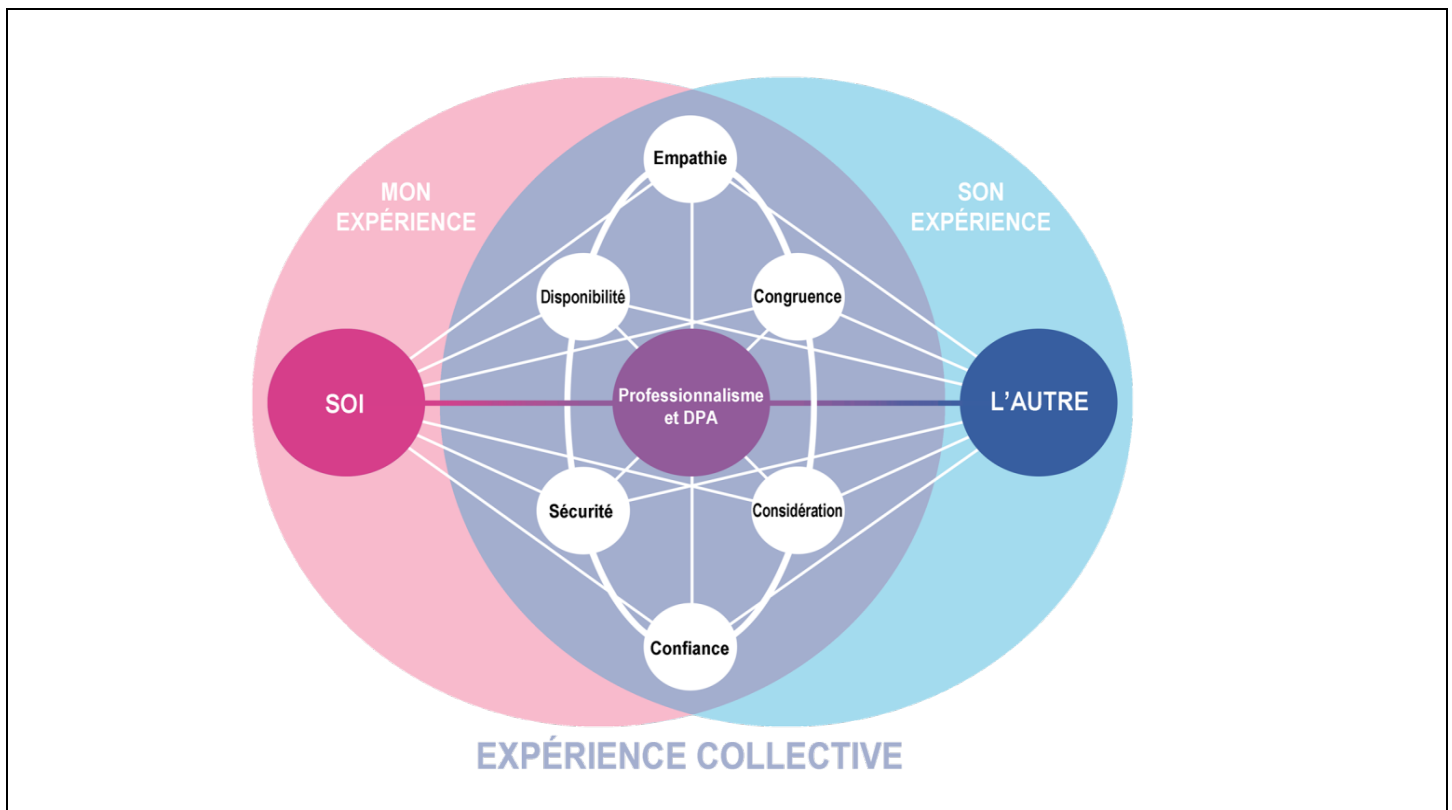 Empathie
MON
EXPÉRIENCE
SON
EXPÉRIENCE
Disponibilité
Congruence
SOI
Professionnalisme
et DPA
L'AUTRE
Sécurité
Considération
Confiance
EXPÉRIENCE COLLECTIVE